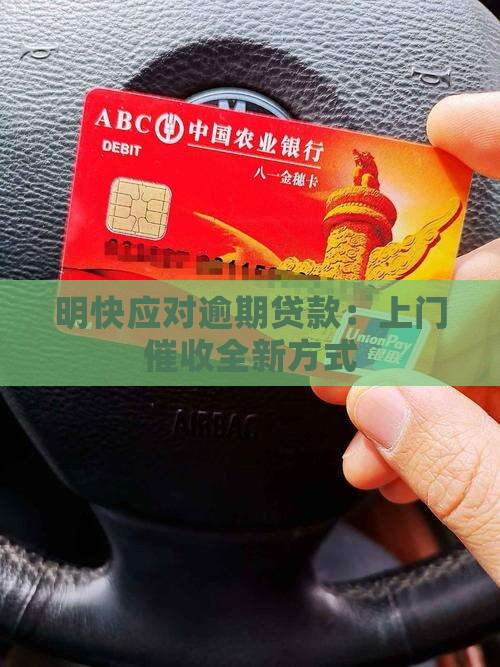 ABC 中国农业银行
DEBIT
八一金穗卡
明快应对逾期贷款：上门
催收全新方式
UnionPay
银联
AIRBAG